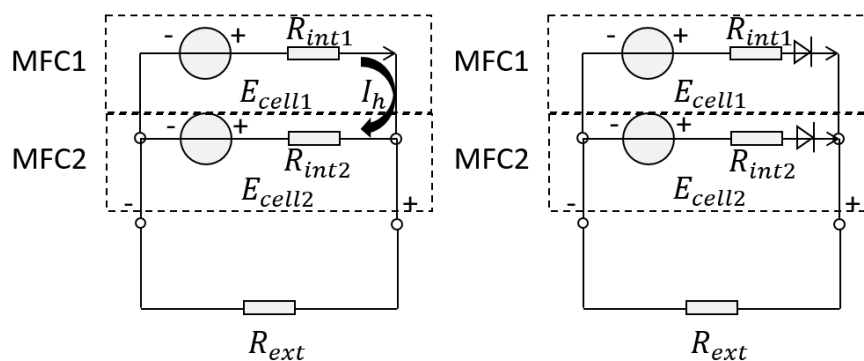 - + R_int1
MFC1
E_cell1 I_h
- +
MFC2 R_int2
E_cell2
- +
R_ext
- + R_int1
MFC1
E_cell1
- +
MFC2 R_int2
E_cell2
- +
R_ext